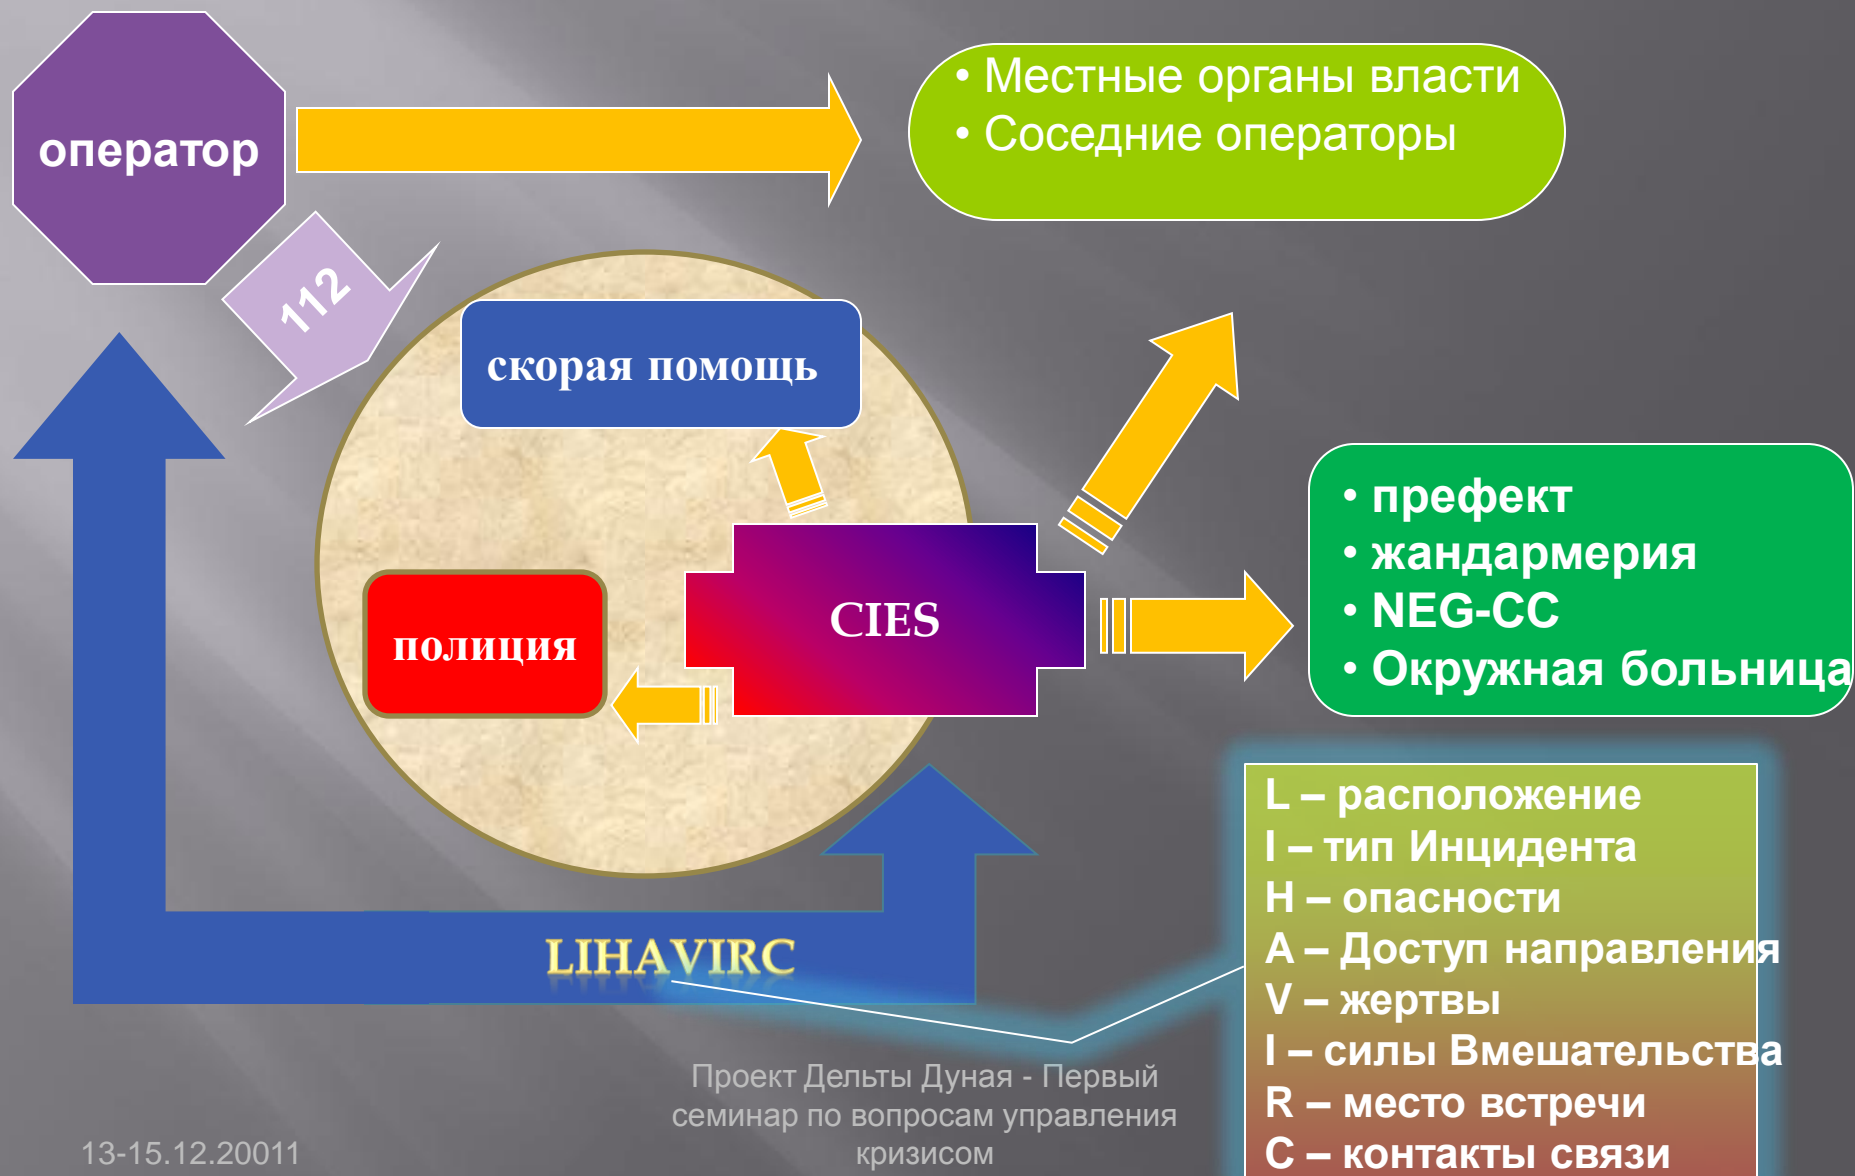 оператор
• Местные органы власти
• Соседние операторы
112
скорая помощь
полиция
CIES
• префект
• жандармерия
• NEG-CC
• Окружная больница
LIHAVIRC
L – расположение
I – тип Инцидента
H – опасности
A – Доступ направления
V – жертвы
I – силы Вмешательства
R – место встречи
C – контакты связи
13-15.12.20011
Проект Дельты Дуная - Первый
семинар по вопросам управления
кризисом